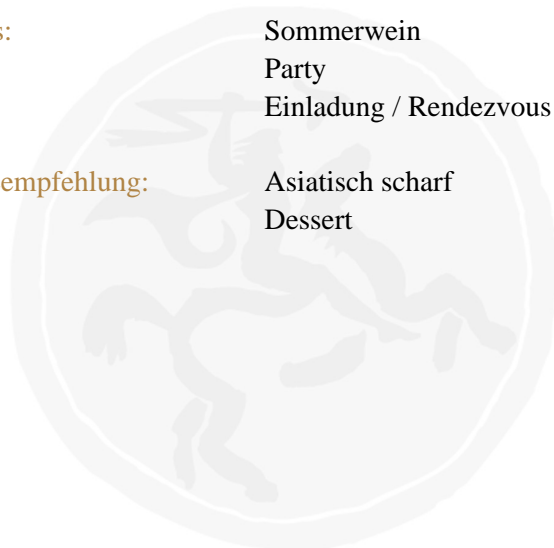 s: Sommerwein
Party
Einladung / Rendezvous
empfehlung: Asiatisch scharf
Dessert